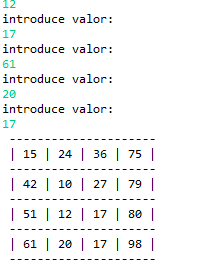 12
introduce valor:
17
introduce valor:
61
introduce valor:
20
introduce valor:
17
---------------------
| 15 | 24 | 36 | 75 |
---------------------
| 42 | 10 | 27 | 79 |
---------------------
| 51 | 12 | 17 | 80 |
---------------------
| 61 | 20 | 17 | 98 |
---------------------